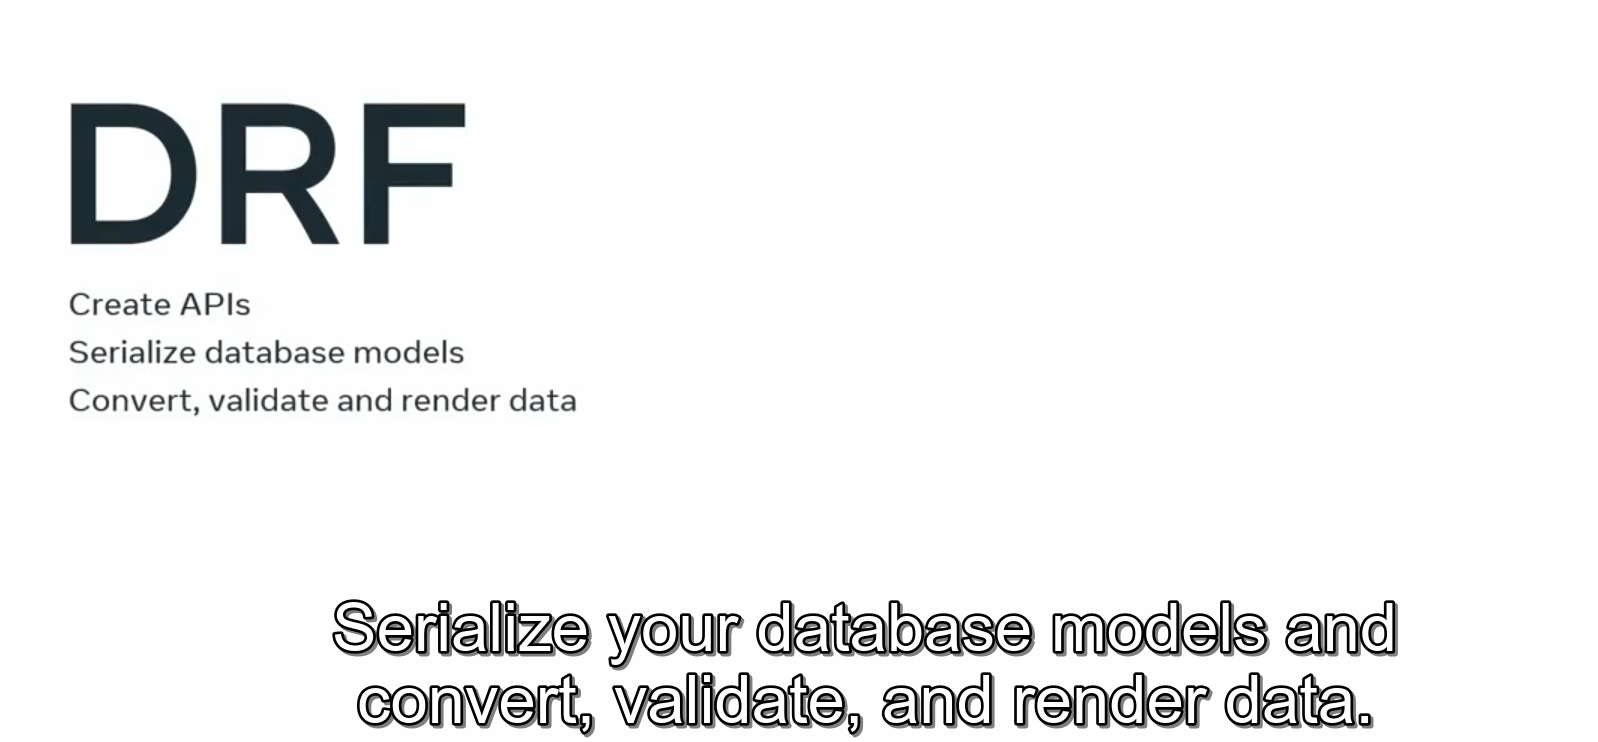 DRF
Create APIs
Serialize database models
Convert, validate and render data
Serialize your database models and
convert, validate, and render data.